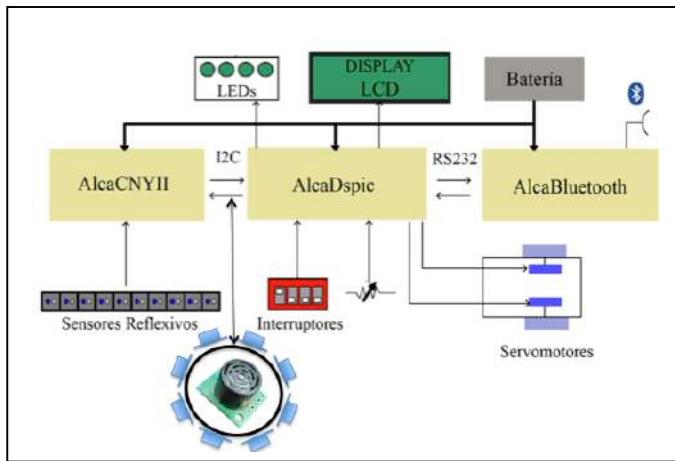 LEDs
DISPLAY
LCD
Batería
I2C
RS232
AlcaCNYII
AlcaDspic
AlcaBluetooth
Sensores Reflexivos
Interruptores
Servomotores